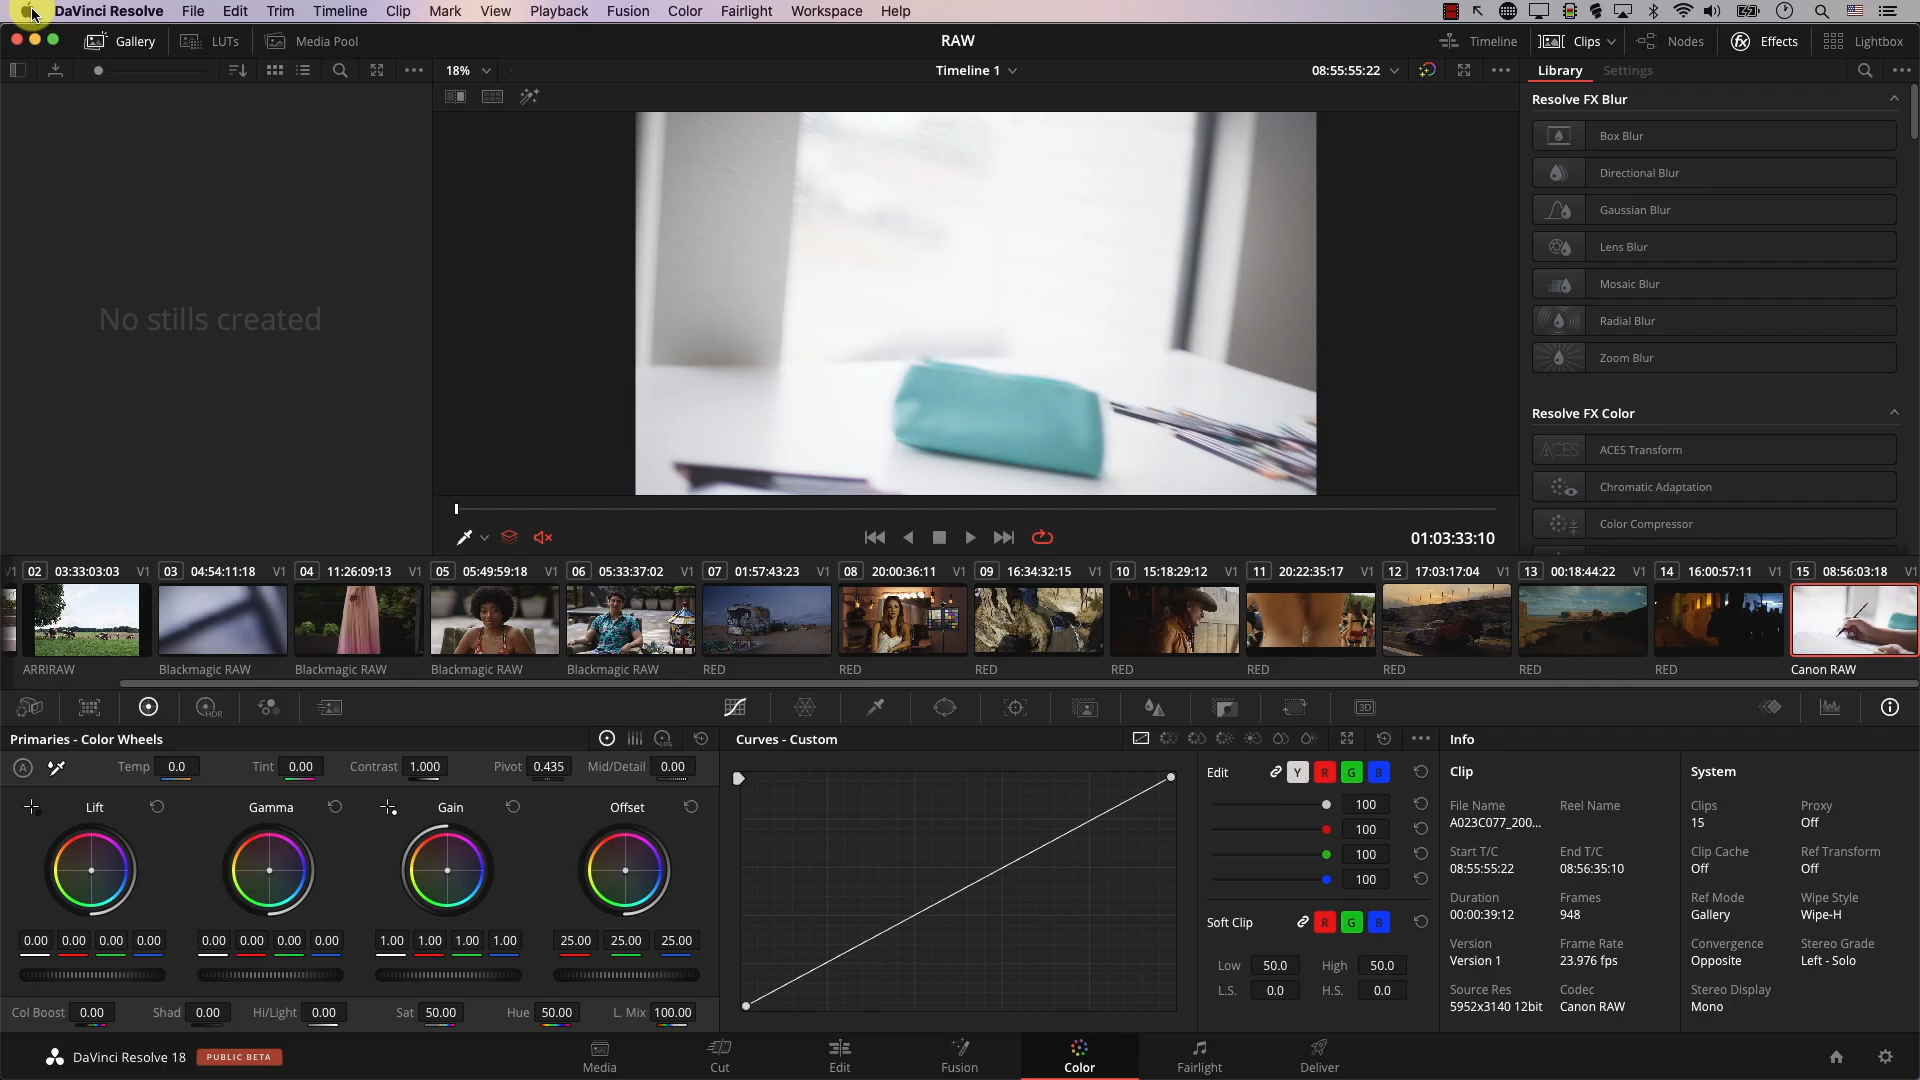 DaVinci Resolve File Edit Trim Timeline Clip Mark View Playback Fusion Color Fairlight Workspace Help
Gallery LUTs Media Pool RAW Timeline Clips Nodes Effects Lightbox
18% Timeline 1 08:55:55:22 Library Settings
Resolve FX Blur
Box Blur
Directional Blur
Gaussian Blur
Lens Blur
Mosaic Blur
Radial Blur
Zoom Blur
Resolve FX Color
ACES ACES Transform
Chromatic Adaptation
Color Compressor
No stills created
01:03:33:10
V1 02 03:33:03:03 V1 03 04:54:11:18 V1 04 11:26:09:13 V1 05 05:49:59:18 V1 06 05:33:37:02 V1 07 01:57:43:23 V1 08 20:00:36:11 V1 09 16:34:32:15 V1 10 15:18:29:12 V1 11 20:22:35:17 V1 12 17:03:17:04 V1 13 00:18:44:22 V1 14 16:00:57:11 V1 15 08:56:03:18 V1
ARRIRAW Blackmagic RAW Blackmagic RAW Blackmagic RAW Blackmagic RAW RED RED RED RED RED RED RED RED Canon RAW
HDR 3D
Primaries - Color Wheels LOG
A Temp 0.0 Tint 0.00 Contrast 1.000 Pivot 0.435 Mid/Detail 0.00
Lift Gamma Gain Offset
0.00 0.00 0.00 0.00 0.00 0.00 0.00 0.00 1.00 1.00 1.00 1.00 25.00 25.00 25.00
Col Boost 0.00 Shad 0.00 Hi/Light 0.00 Sat 50.00 Hue 50.00 L. Mix 100.00
Curves - Custom
Edit Y R G B
100
100
100
100
Soft Clip R G B
Low 50.0 High 50.0
L.S. 0.0 H.S. 0.0
Info
Clip
File Name Reel Name
A023C077_200...
Start T/C End T/C
08:55:55:22 08:56:35:10
Duration Frames
00:00:39:12 948
Version Frame Rate
Version 1 23.976 fps
Source Res Codec
5952x3140 12bit Canon RAW
System
Clips Proxy
15 Off
Clip Cache Ref Transform
Off Off
Ref Mode Wipe Style
Gallery Wipe-H
Convergence Stereo Grade
Opposite Left - Solo
Stereo Display
Mono
DaVinci Resolve 18 PUBLIC BETA
Media Cut Edit Fusion Color Fairlight Deliver